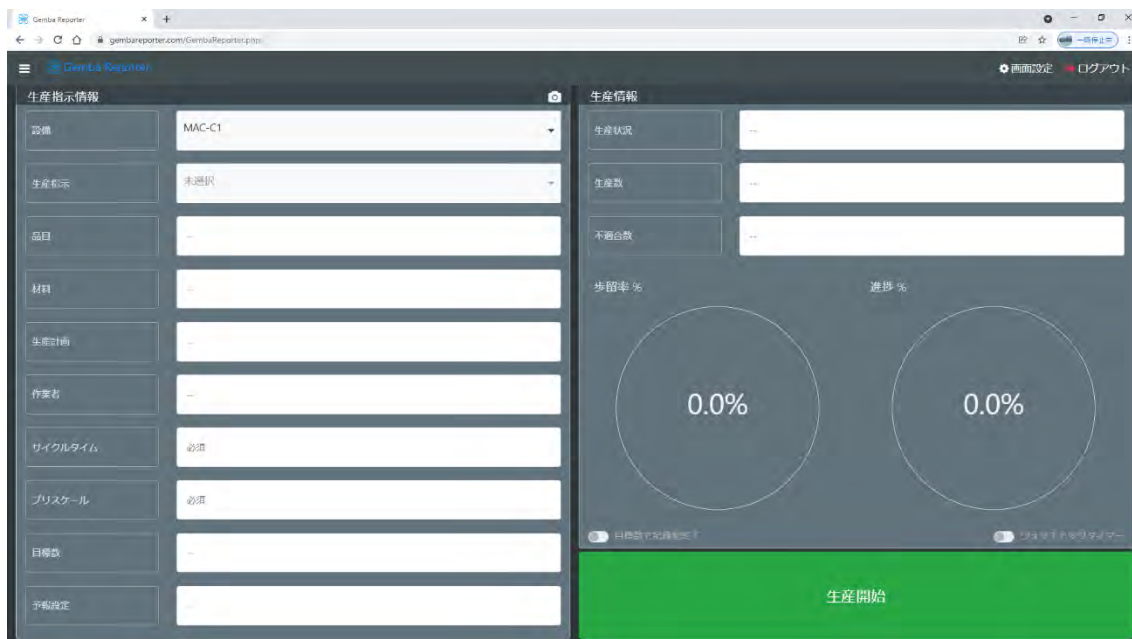 Gemba Reporter
gembareporter.com/GembaReporter.php
一時停止中
Gemba Reporter
画面設定
ログアウト
生産指示情報
設備
MAC-C1
生産指示
未選択
品目
--
材料
--
生産計画
--
作業者
--
サイクルタイム
必須
プリスケール
必須
目標数
--
予報設定
--
生産情報
生産状況
--
生産数
--
不適合数
--
歩留率 %
進捗 %
0.0%
0.0%
生産開始